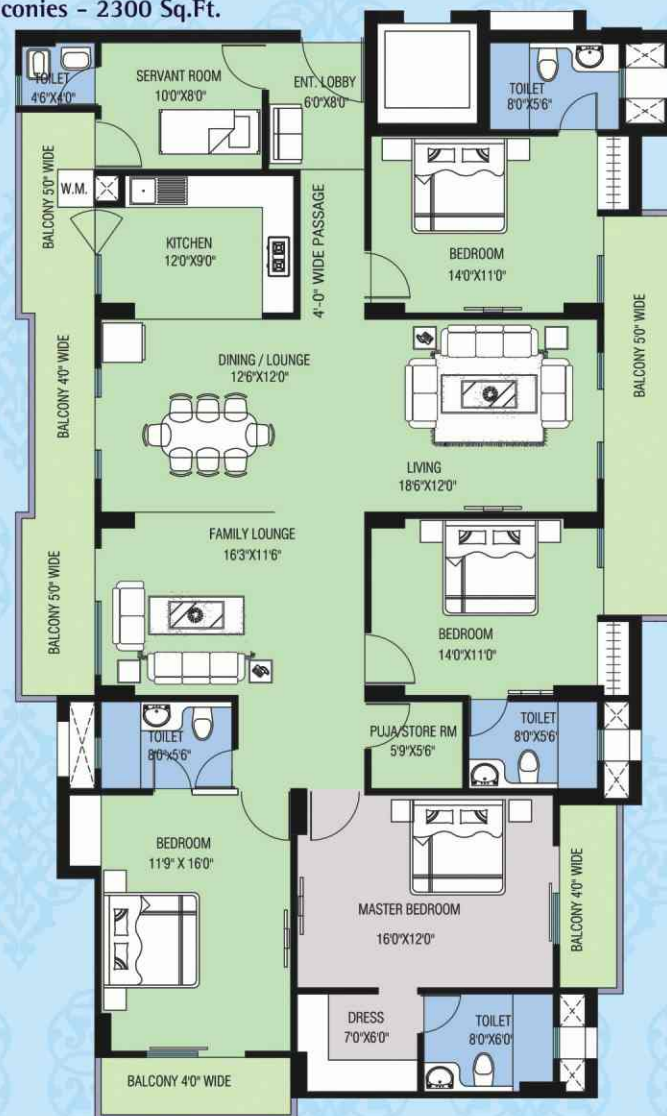 conies - 2300 Sq.Ft.
TOILET
4'6"X4'0"
SERVANT ROOM
10'0"X8'0"
ENT. LOBBY
6'0"X8'0"
TOILET
8'0"X5'6"
BALCONY 5'0" WIDE
W.M.
KITCHEN
12'0"X9'0"
4'-0" WIDE PASSAGE
BEDROOM
14'0"X11'0"
BALCONY 4'0" WIDE
DINING / LOUNGE
12'6"X12'0"
LIVING
18'6"X12'0"
BALCONY 5'0" WIDE
BALCONY 5'0" WIDE
FAMILY LOUNGE
16'3"X11'6"
BEDROOM
14'0"X11'0"
TOILET
8'0"x5'6"
PUJA/STORE RM
5'9"X5'6"
TOILET
8'0"X5'6"
BEDROOM
11'9" X 16'0"
MASTER BEDROOM
16'0"X12'0"
BALCONY 4'0" WIDE
DRESS
7'0"X6'0"
TOILET
8'0"X6'0"
BALCONY 4'0" WIDE